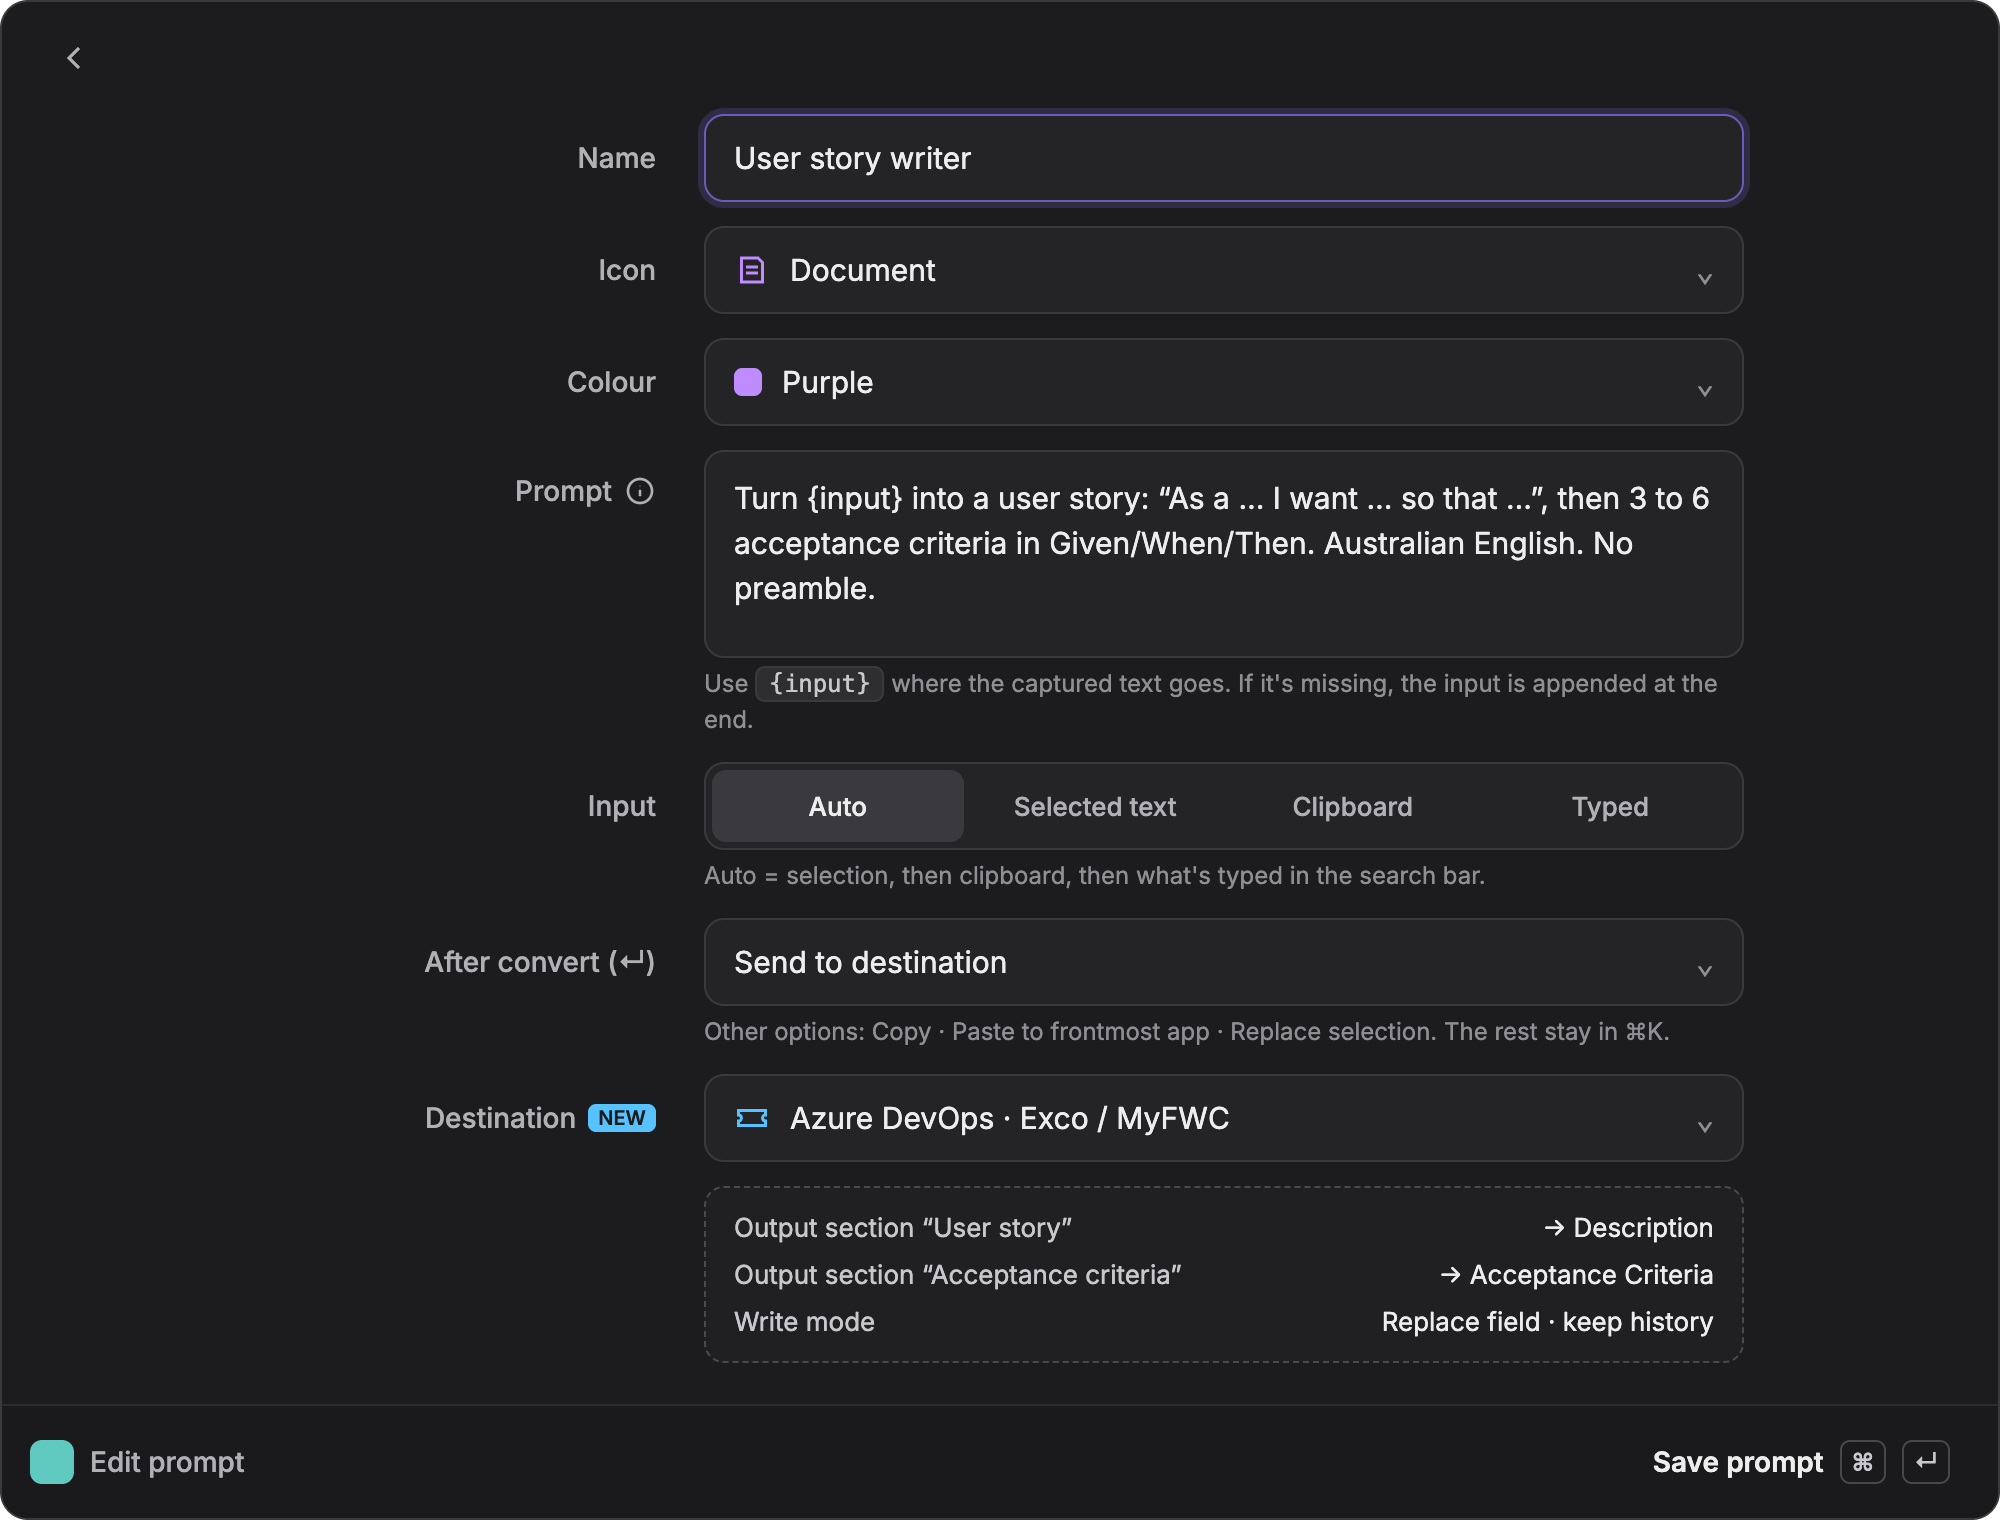 Name
User story writer
Icon
Document
Colour
Purple
Prompt
Turn {input} into a user story: “As a ... I want ... so that ...”, then 3 to 6
acceptance criteria in Given/When/Then. Australian English. No
preamble.
Use {input} where the captured text goes. If it's missing, the input is appended at the
end.
Input
Auto
Selected text
Clipboard
Typed
Auto = selection, then clipboard, then what's typed in the search bar.
After convert (↵)
Send to destination
Other options: Copy · Paste to frontmost app · Replace selection. The rest stay in ⌘K.
Destination NEW
Azure DevOps · Exco / MyFWC
Output section “User story” → Description
Output section “Acceptance criteria” → Acceptance Criteria
Write mode Replace field · keep history
Edit prompt
Save prompt ⌘ ↵